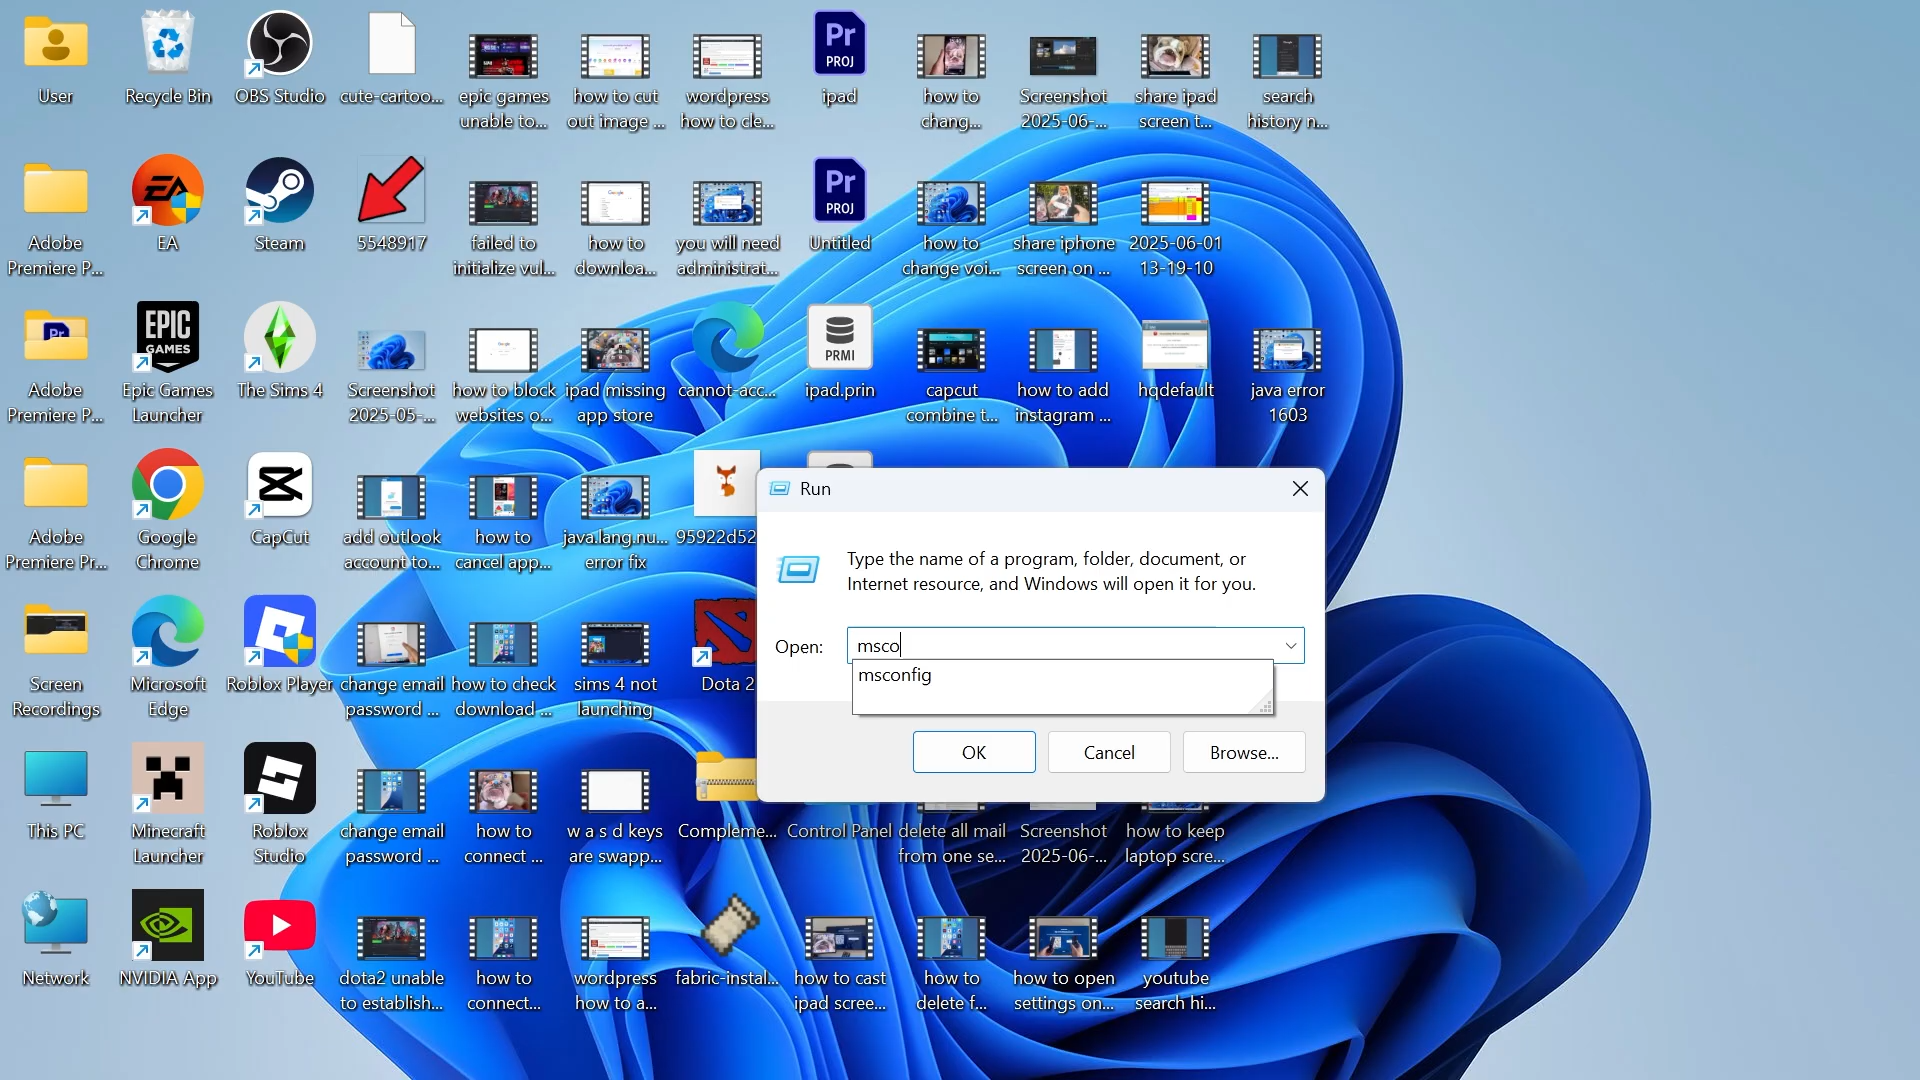 User
Recycle Bin
OBS Studio
cute-cartoo...
epic games
unable to...
how to cut
out image ...
wordpress
how to cle...
Pr
PROJ
ipad
how to
chang...
Screenshot
2025-06-...
share ipad
screen t...
search
history n...
Adobe
Premiere P...
EA
EA
Steam
5548917
failed to
initialize vul...
how to
downloa...
you will need
administrat...
Pr
PROJ
Untitled
how to
change voi...
share iphone
screen on ...
2025-06-01
13-19-10
Pr
Adobe
Premiere P...
EPIC
GAMES
Epic Games
Launcher
The Sims 4
Screenshot
2025-05-...
how to block
websites o...
ipad missing
app store
cannot-acc...
PRMI
ipad.prin
capcut
combine t...
how to add
instagram ...
hqdefault
java error
1603
Adobe
Premiere Pr...
Google
Chrome
CapCut
add outlook
account to...
how to
cancel app...
java.lang.nu...
error fix
95922d52
Run
Type the name of a program, folder, document, or
Internet resource, and Windows will open it for you.
Open:
msco
msconfig
OK
Cancel
Browse...
Screen
Recordings
Microsoft
Edge
Roblox Player
change email
password ...
how to check
download ...
sims 4 not
launching
Dota 2
This PC
Minecraft
Launcher
Roblox
Studio
change email
password ...
how to
connect ...
w a s d keys
are swapp...
Compleme...
Control Panel
delete all mail
from one se...
Screenshot
2025-06-...
how to keep
laptop scre...
Network
NVIDIA App
YouTube
dota2 unable
to establish...
how to
connect...
wordpress
how to a...
fabric-instal...
how to cast
ipad scree...
how to
delete f...
how to open
settings on...
youtube
search hi...